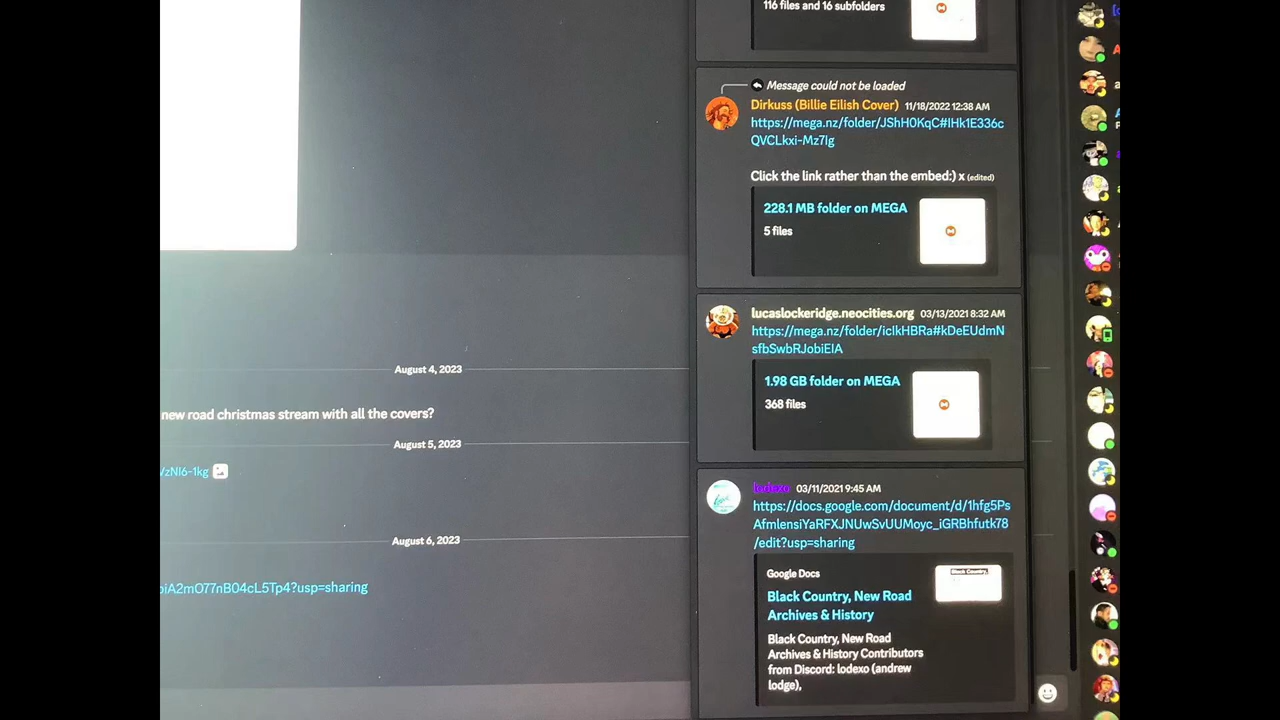 116 files and 16 subfolders
Message could not be loaded
Dirkuss (Billie Eilish Cover) 11/18/2022 12:38 AM
https://mega.nz/folder/JShH0KqC#IHk1E336c
QVCLkxi-Mz7Ig
Click the link rather than the embed:) x (edited)
228.1 MB folder on MEGA
5 files
lucaslockeridge.neocities.org 03/13/2021 8:32 AM
https://mega.nz/folder/icIkHBRa#kDeEUdmN
sfbSwbRJobiEIA
1.98 GB folder on MEGA
368 files
lodexo 03/11/2021 9:45 AM
https://docs.google.com/document/d/1hfg5Ps
AfmlensiYaRFXJNUwSvUUMoyc_iGRBhfutk78
/edit?usp=sharing
Google Docs
Black Country,
Black Country, New Road
Archives & History
Black Country, New Road
Archives & History Contributors
from Discord: lodexo (andrew
lodge),
August 4, 2023
new road christmas stream with all the covers?
August 5, 2023
/zNI6-1kg
August 6, 2023
piA2mO77nB04cL5Tp4?usp=sharing